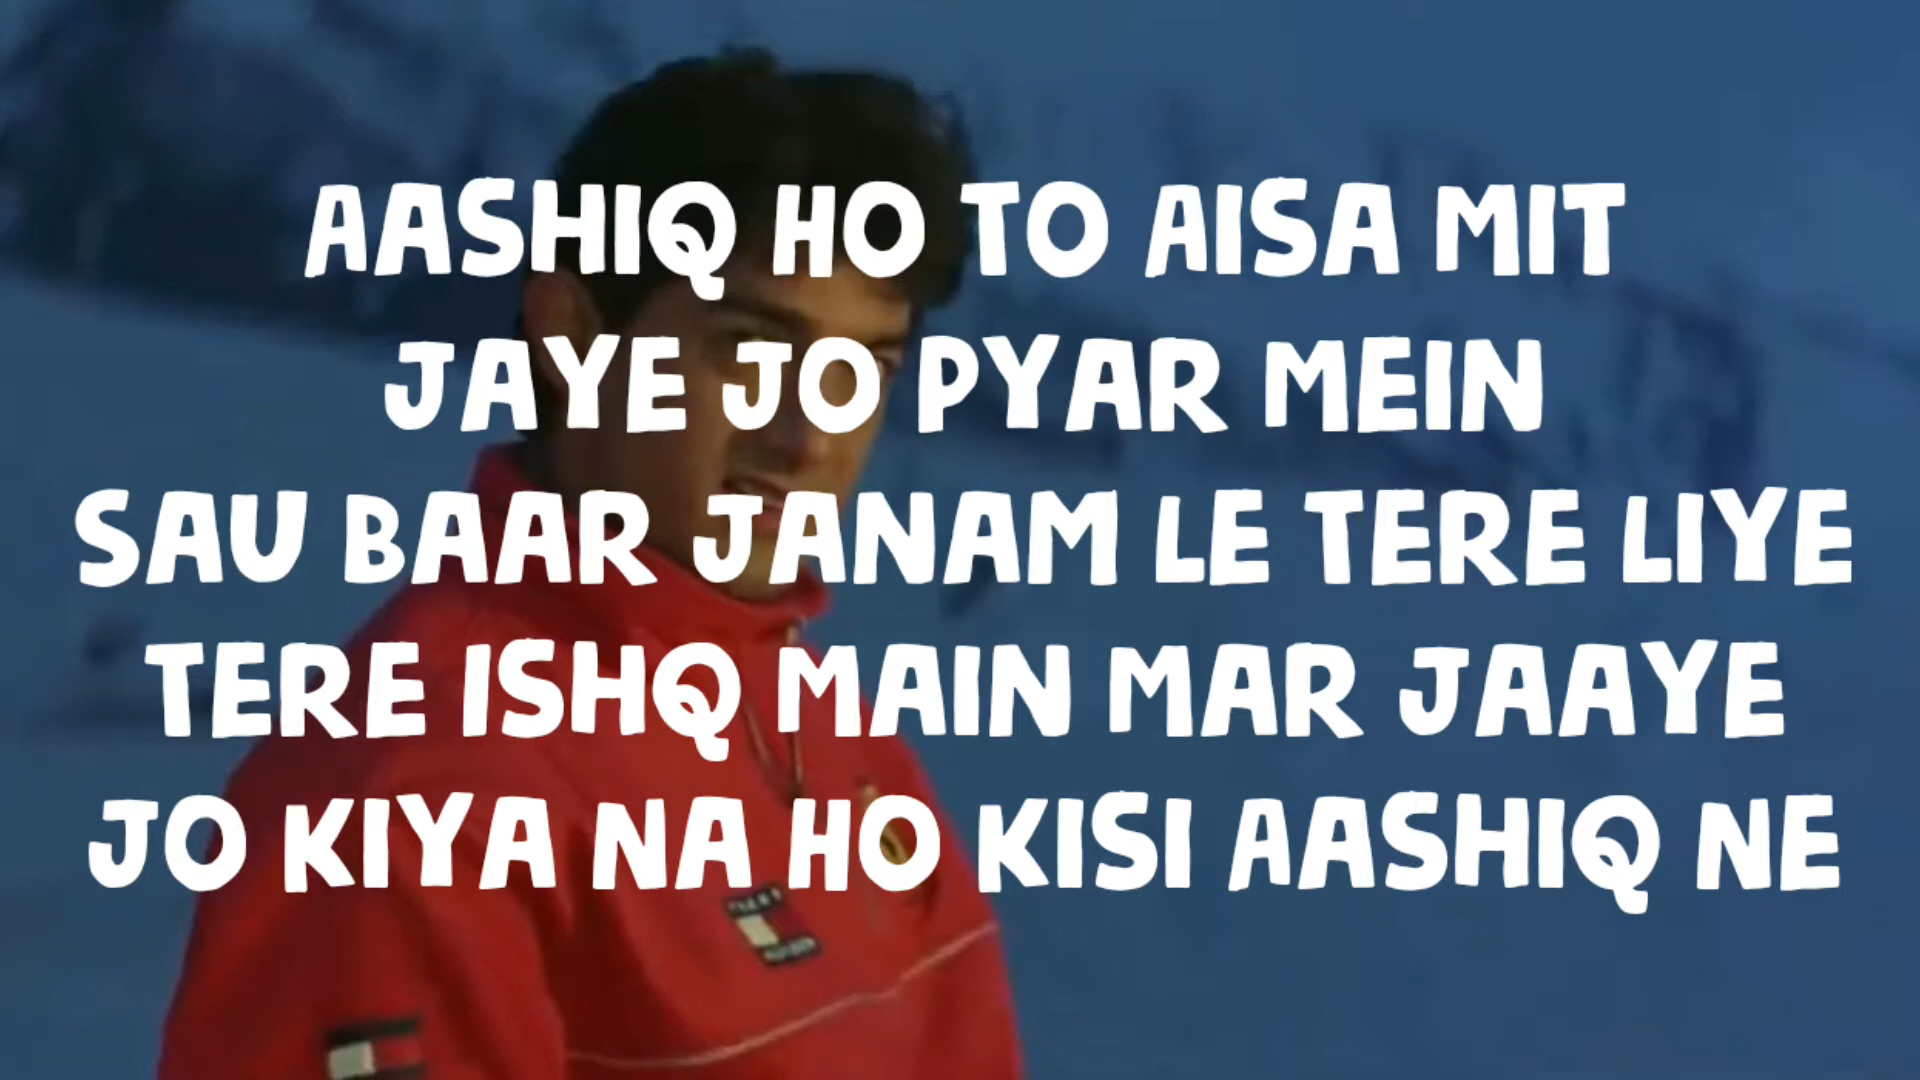 AASHIQ HO TO AISA MIT
JAYE JO PYAR MEIN
SAU BAAR JANAM LE TERE LIYE
TERE ISHQ MAIN MAR JAAYE
JO KIYA NA HO KISI AASHIQ NE